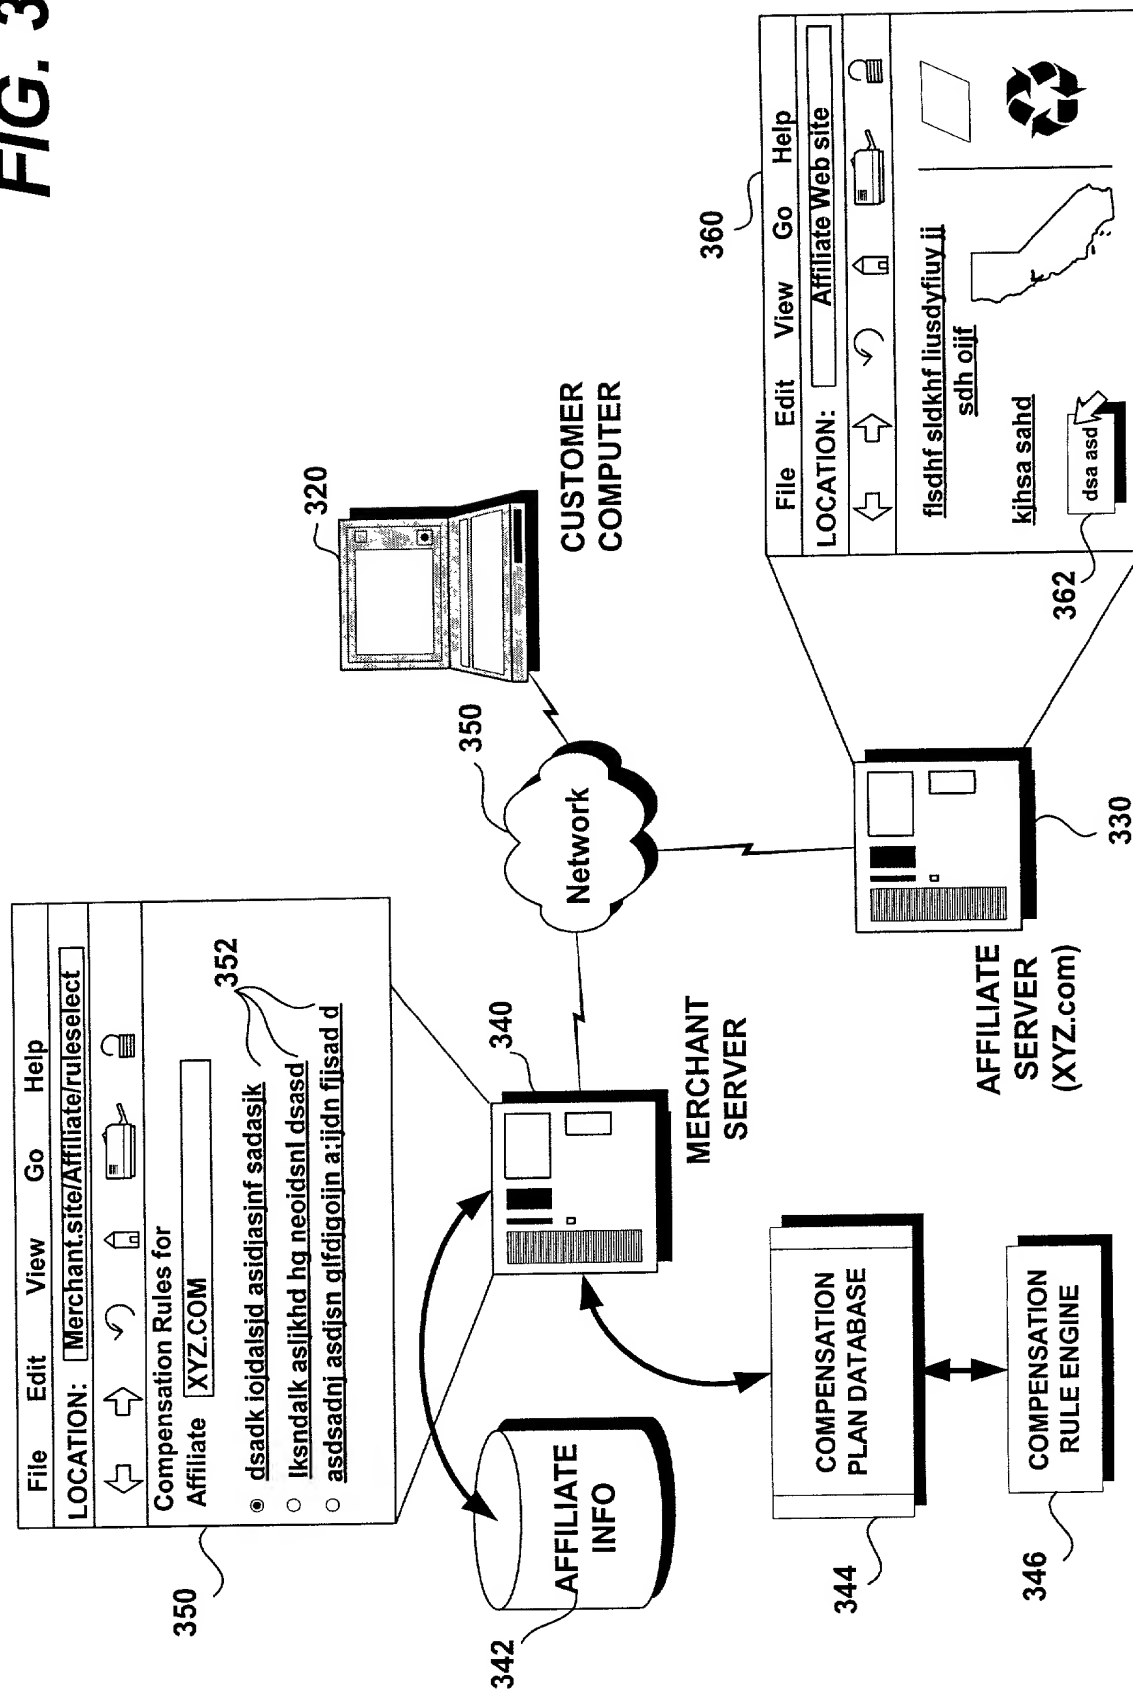 FIG. 3
File Edit View Go Help
LOCATION: Merchant.site/Affiliate/ruleselect
Compensation Rules for
Affiliate XYZ.COM
dsadk iojdalsjd asidjasjnf sadasjk
lksndalk asljkhd hg neoidsnl dsasd
asdsadnj asdjsn glfdjgoijn a;ijdn fijsad d
350
352
340
MERCHANT
SERVER
342
AFFILIATE
INFO
344
COMPENSATION
PLAN DATABASE
346
COMPENSATION
RULE ENGINE
350
Network
320
CUSTOMER
COMPUTER
330
AFFILIATE
SERVER
(XYZ.com)
360
File Edit View Go Help
LOCATION: Affiliate Web site
flsdhf sldkhf liusdyfiuy jj
sdh oijf
kjhsa sahd
dsa asd
362